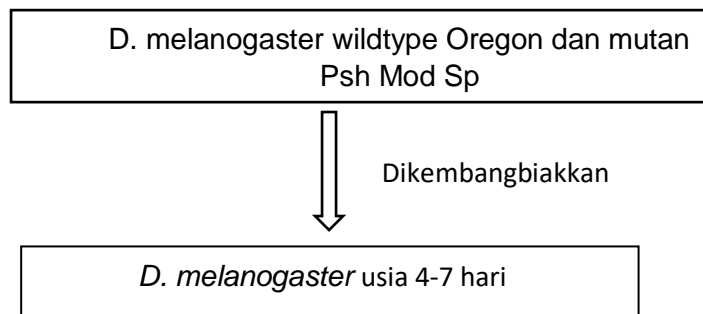 D. melanogaster wildtype Oregon dan mutan
Psh Mod Sp
Dikembangbiakkan
D. melanogaster usia 4-7 hari